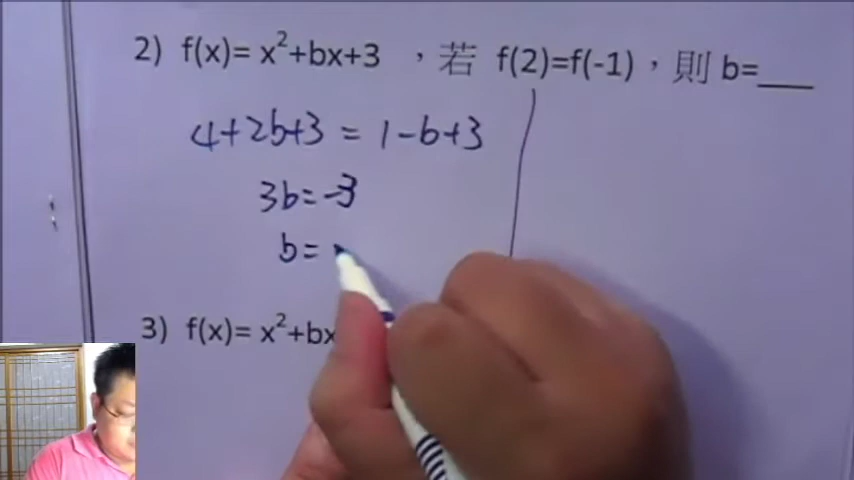 2) f(x)= x²+bx+3 ，若 f(2)=f(-1)，則 b=___
4+2b+3 = 1-b+3
3b=-3
b=
3) f(x)= x²+bx